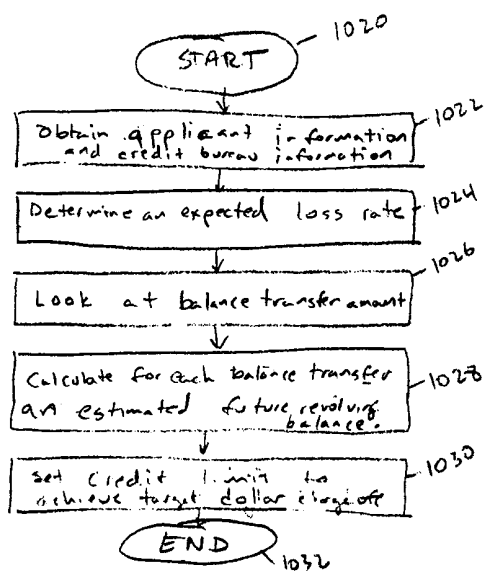 1020
START
1022
Obtain applicant information
and credit bureau information
1024
Determine an expected loss rate
1026
Look at balance transfer amount
Calculate for each balance transfer
1028
an estimated future revolving
balance.
1030
set credit limit to
achieve target dollar chargeoff
END
1032